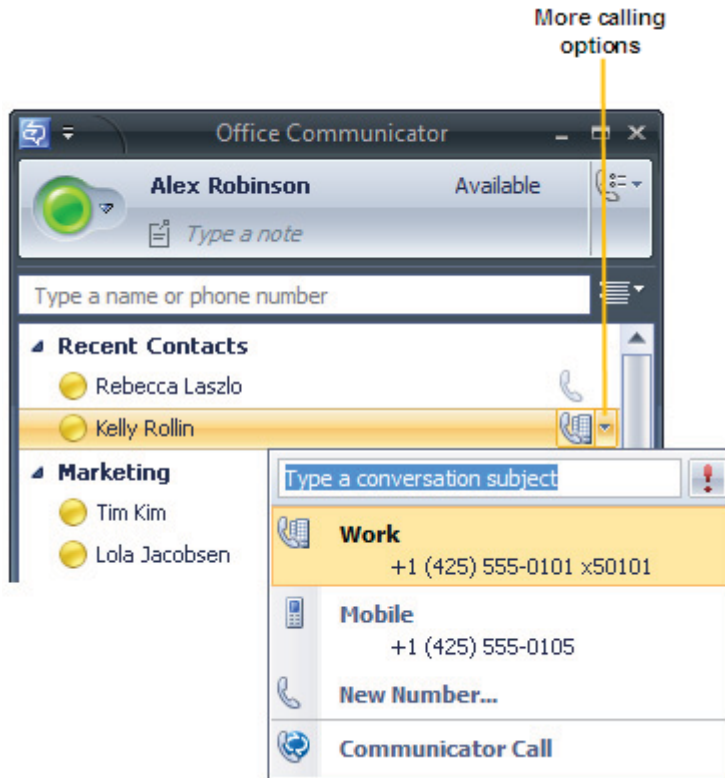 More calling
options
Office Communicator
Alex Robinson Available
Type a note
Type a name or phone number
Recent Contacts
Rebecca Laszlo
Kelly Rollin
Marketing
Tim Kim
Lola Jacobsen
Type a conversation subject
Work
+1 (425) 555-0101 x50101
Mobile
+1 (425) 555-0105
New Number...
Communicator Call